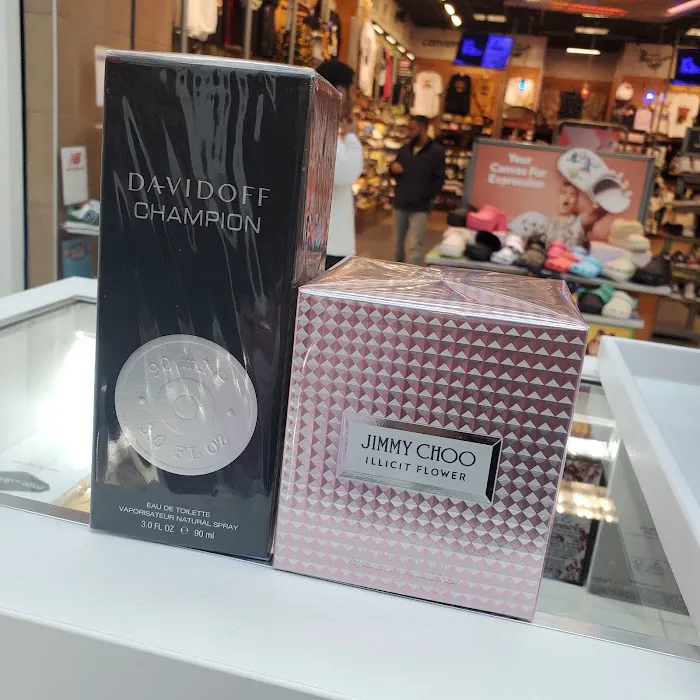 DAVIDOFF
CHAMPION
90 ML
3.0 FL OZ
EAU DE TOILETTE
VAPORISATEUR NATURAL SPRAY
3.0 FL OZ ℮ 90 ml
JIMMY CHOO
ILLICIT FLOWER
Your
Canvas For
Expression